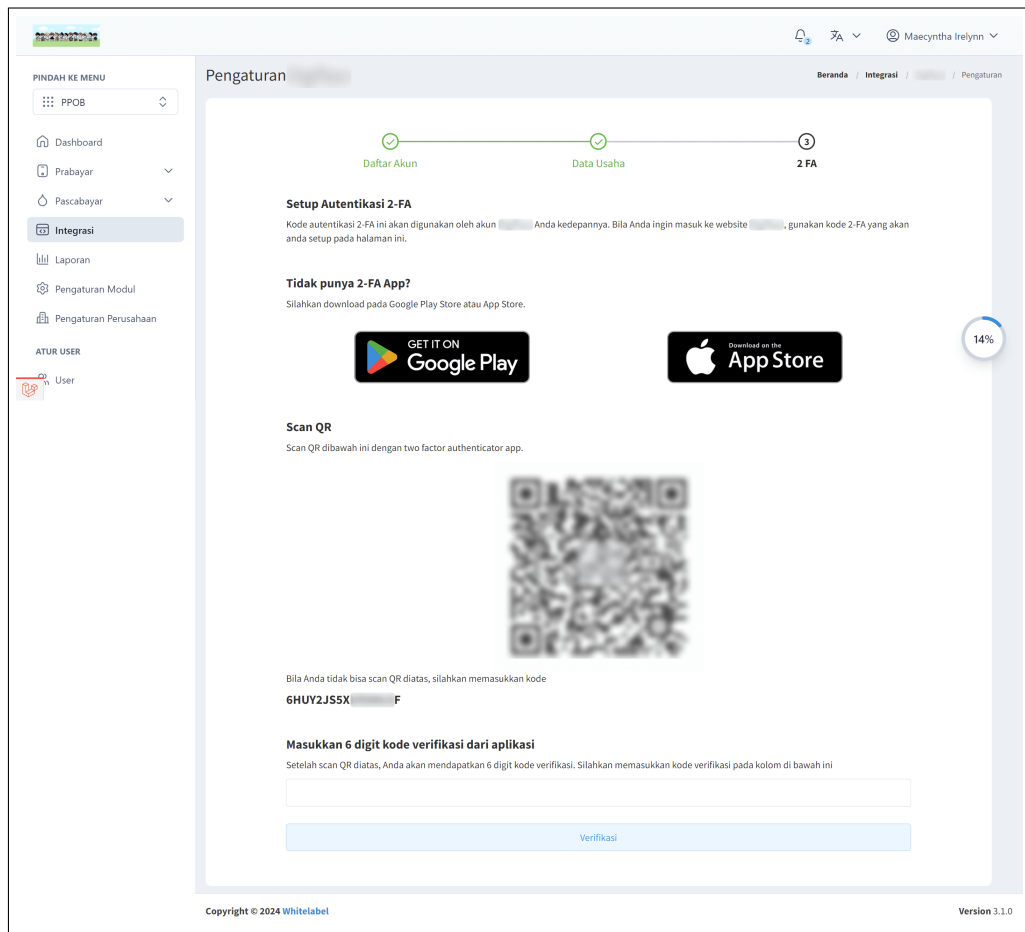 2
Maecyntha Irelynn
PINDAH KE MENU
PPOB
Dashboard
Prabayar
Pascabayar
Integrasi
Laporan
Pengaturan Modul
Pengaturan Perusahaan
ATUR USER
User
Pengaturan
Beranda / Integrasi / / Pengaturan
3
Daftar Akun Data Usaha 2 FA
Setup Autentikasi 2-FA
Kode autentikasi 2-FA ini akan digunakan oleh akun Anda kedepannya. Bila Anda ingin masuk ke website , gunakan kode 2-FA yang akan
anda setup pada halaman ini.
Tidak punya 2-FA App?
Silahkan download pada Google Play Store atau App Store.
GET IT ON
Google Play
Download on the
App Store
14%
Scan QR
Scan QR dibawah ini dengan two factor authenticator app.
Bila Anda tidak bisa scan QR diatas, silahkan memasukkan kode
6HUY2JS5X F
Masukkan 6 digit kode verifikasi dari aplikasi
Setelah scan QR diatas, Anda akan mendapatkan 6 digit kode verifikasi. Silahkan memasukkan kode verifikasi pada kolom di bawah ini
Verifikasi
Copyright © 2024 Whitelabel
Version 3.1.0